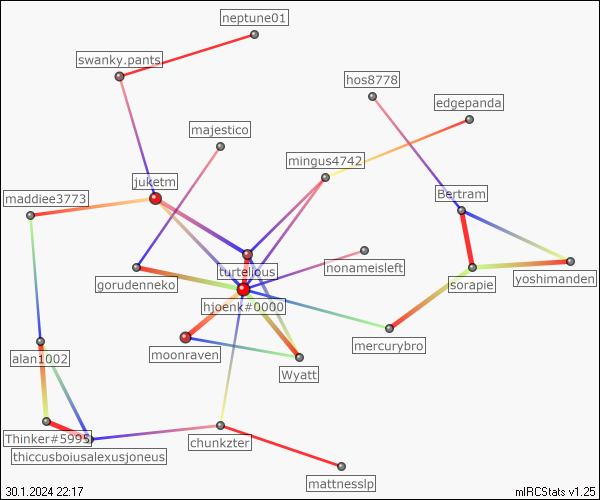 neptune01
swanky.pants
hos8778
edgepanda
majestico
mingus4742
juketm
Bertram
maddiee3773
turtelious
nonameisleft
gorudenneko
sorapie
yoshimanden
hjoenk#0000
mercurybro
moonraven
alan1002
Wyatt
Thinker#5995
chunkzter
thiccusboiusalexusjoneus
mattnesslp
30.1.2024 22:17
mIRCStats v1.25